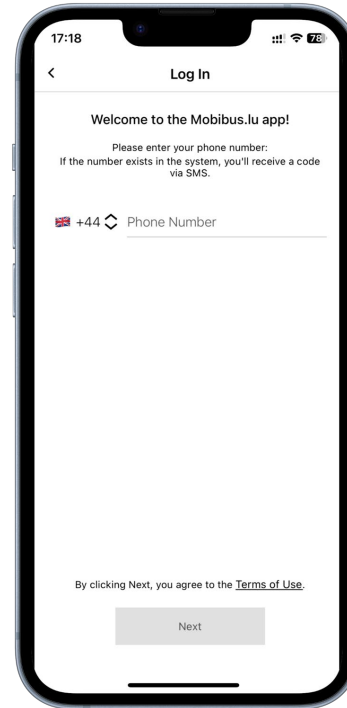 17:18
78
Log In
Welcome to the Mobibus.lu app!
Please enter your phone number:
If the number exists in the system, you'll receive a code
via SMS.
+44 Phone Number
By clicking Next, you agree to the Terms of Use.
Next